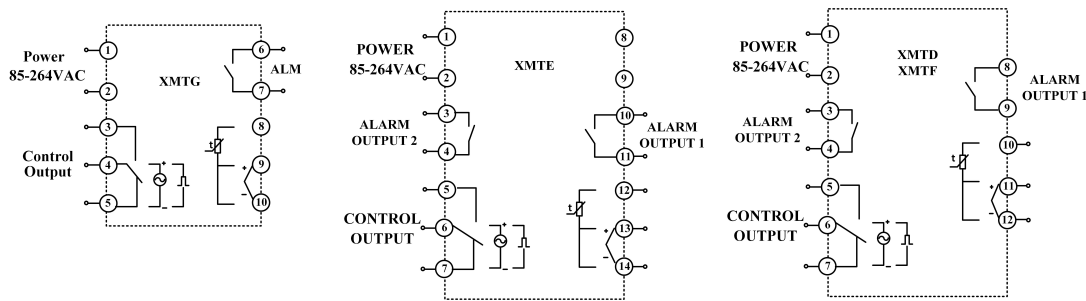 Power
85-264VAC
XMTG
ALM
Control
Output
1
2
3
4
5
6
7
8
9
10
t
+
−
+
−
POWER
85-264VAC
XMTE
ALARM
OUTPUT 2
ALARM
OUTPUT 1
CONTROL
OUTPUT
1
2
3
4
5
6
7
8
9
10
11
12
13
14
t
+
−
+
−
POWER
85-264VAC
XMTD
XMTF
ALARM
OUTPUT 1
ALARM
OUTPUT 2
CONTROL
OUTPUT
1
2
3
4
5
6
7
8
9
10
11
12
t
+
−
+
−